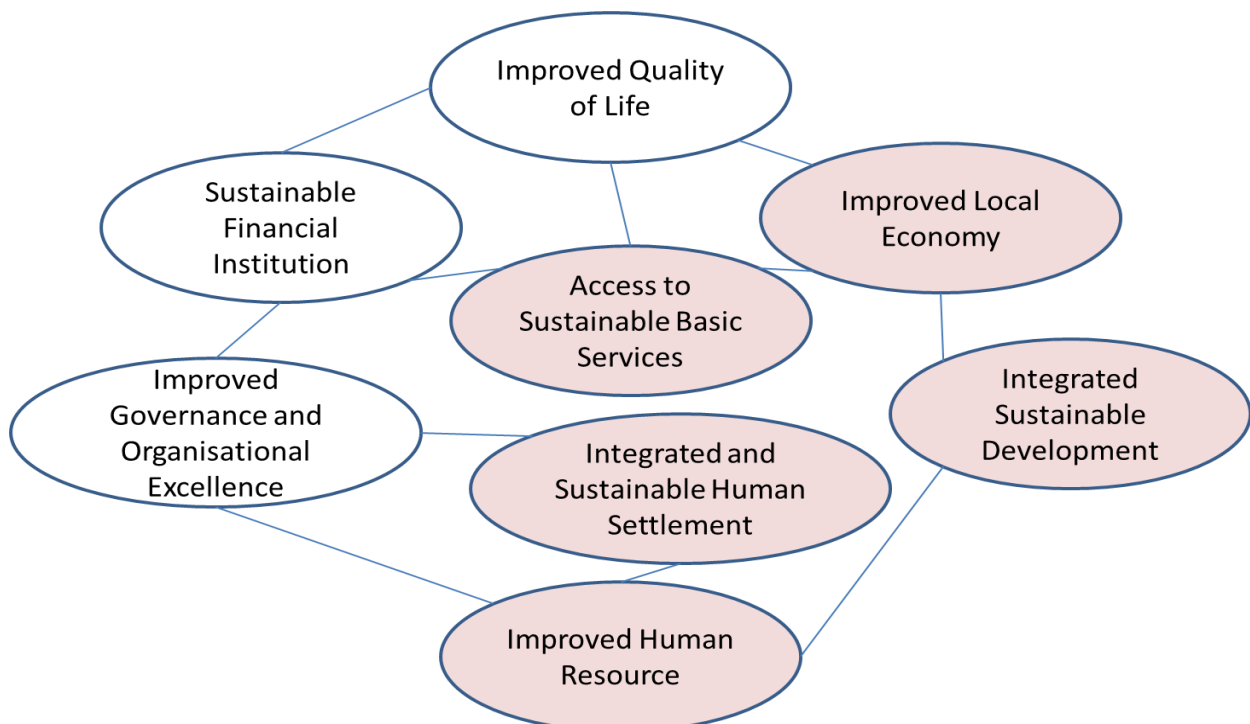 Improved Quality
of Life
Sustainable
Financial
Institution
Improved Local
Economy
Access to
Sustainable Basic
Services
Improved
Governance and
Organisational
Excellence
Integrated
Sustainable
Development
Integrated and
Sustainable Human
Settlement
Improved Human
Resource